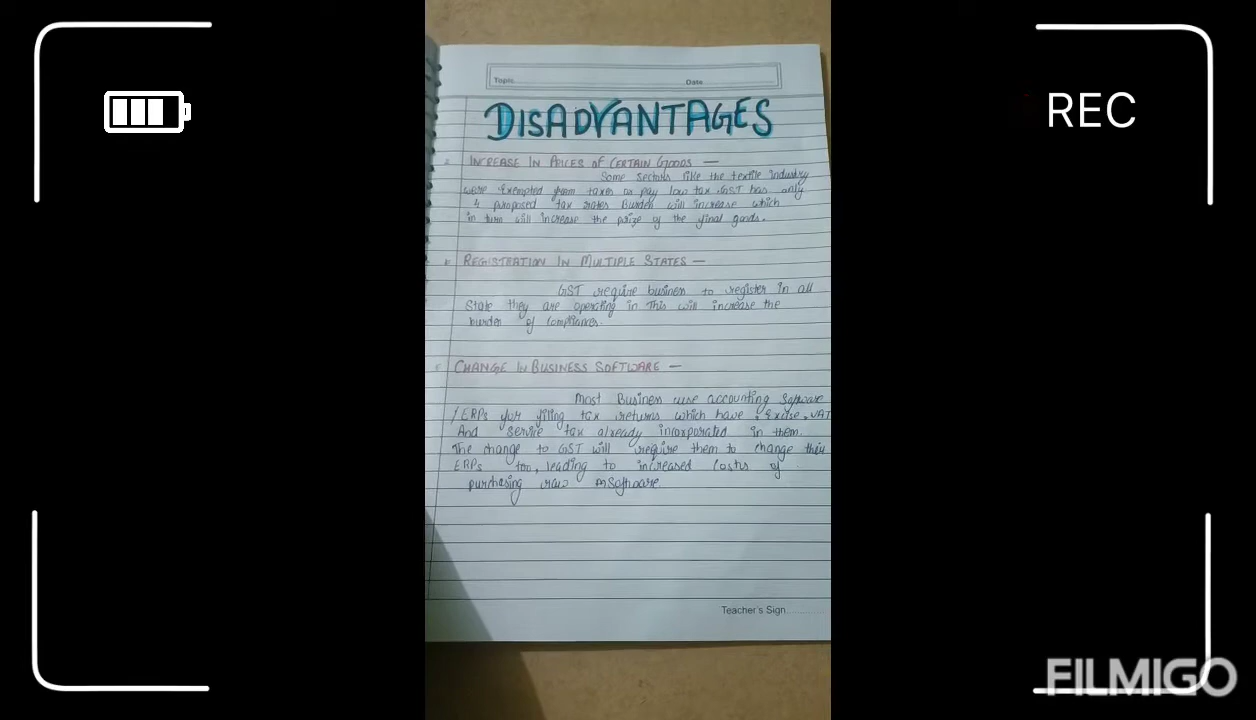 REC
Topic
Date
DISADVANTAGES
INCREASE IN PRICES OF CERTAIN GOODS —
Some sectors like the textile industry
were exempted from taxes or pay low tax. GST has only
4 proposed tax rates Burden will increase which
in turn will increase the prize of the final goods.
REGISTRATION IN MULTIPLE STATES —
GST require business to register in all
State they are operating in This will increase the
burden of compliances.
CHANGE IN BUSINESS SOFTWARE —
Most Business use accounting Software
/ ERPs for filing tax returns which have Excise, VAT
And service tax already incorporated in them.
The change to GST will require them to change their
ERPs too, leading to increased costs of
purchasing
Teacher's Sign
FILMIGO